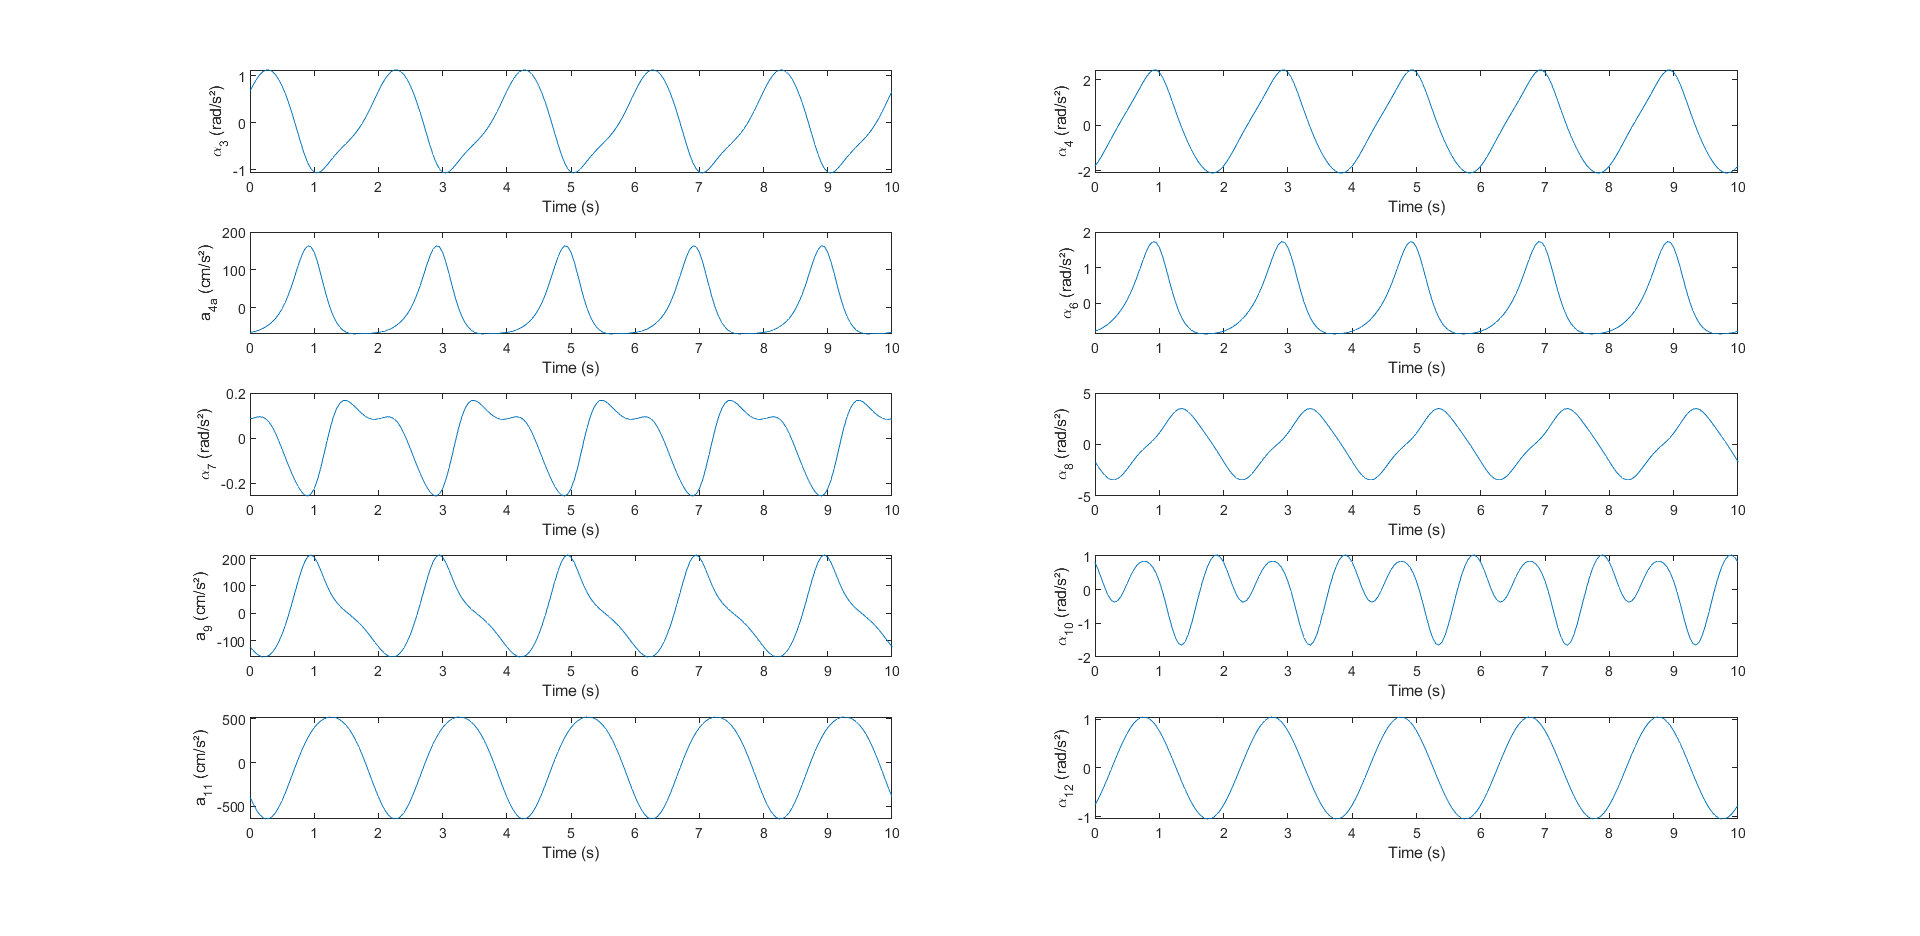 1
0
-1
α3 (rad/s²)
0 1 2 3 4 5 6 7 8 9 10
Time (s)
2
0
-2
α4 (rad/s²)
0 1 2 3 4 5 6 7 8 9 10
Time (s)
200
100
0
a4a (cm/s²)
0 1 2 3 4 5 6 7 8 9 10
Time (s)
2
1
0
α6 (rad/s²)
0 1 2 3 4 5 6 7 8 9 10
Time (s)
0.2
0
-0.2
α7 (rad/s²)
0 1 2 3 4 5 6 7 8 9 10
Time (s)
5
0
-5
α8 (rad/s²)
0 1 2 3 4 5 6 7 8 9 10
Time (s)
200
100
0
-100
a9 (cm/s²)
0 1 2 3 4 5 6 7 8 9 10
Time (s)
1
0
-1
-2
α10 (rad/s²)
0 1 2 3 4 5 6 7 8 9 10
Time (s)
500
0
-500
a11 (cm/s²)
0 1 2 3 4 5 6 7 8 9 10
Time (s)
1
0
-1
α12 (rad/s²)
0 1 2 3 4 5 6 7 8 9 10
Time (s)